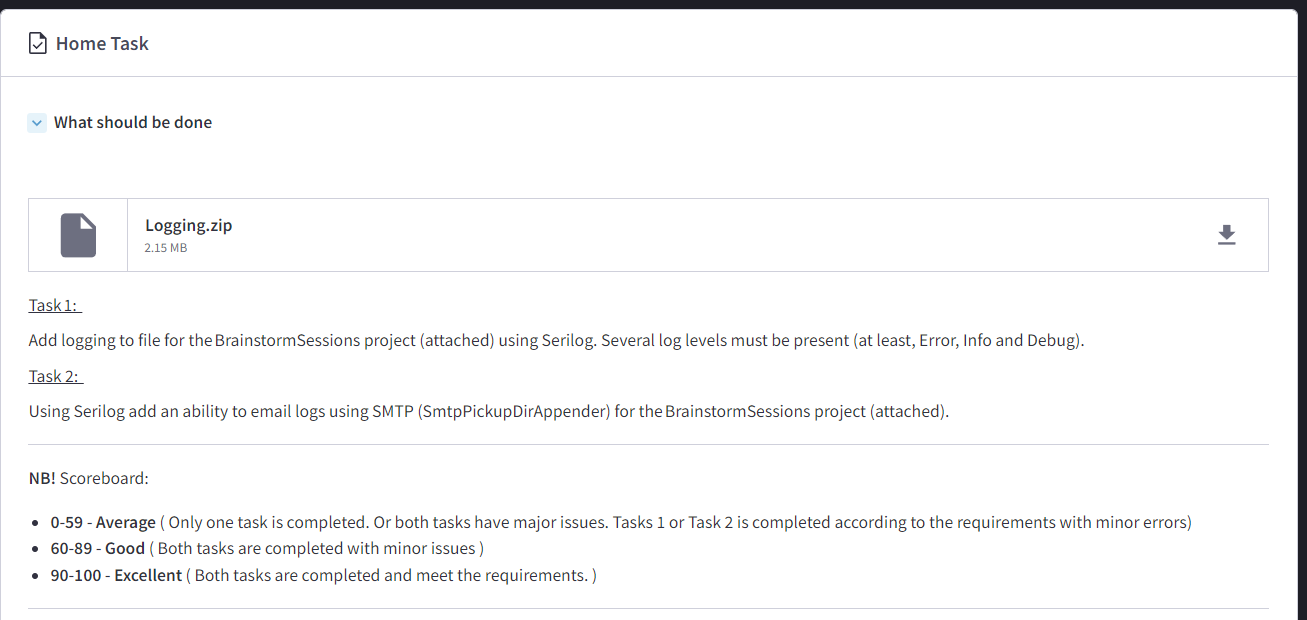 Home Task
What should be done
Logging.zip
2.15 MB
Task 1:
Add logging to file for the BrainstormSessions project (attached) using Serilog. Several log levels must be present (at least, Error, Info and Debug).
Task 2:
Using Serilog add an ability to email logs using SMTP (SmtpPickupDirAppender) for the BrainstormSessions project (attached).
NB! Scoreboard:
• 0-59 - Average ( Only one task is completed. Or both tasks have major issues. Tasks 1 or Task 2 is completed according to the requirements with minor errors)
• 60-89 - Good ( Both tasks are completed with minor issues )
• 90-100 - Excellent ( Both tasks are completed and meet the requirements. )